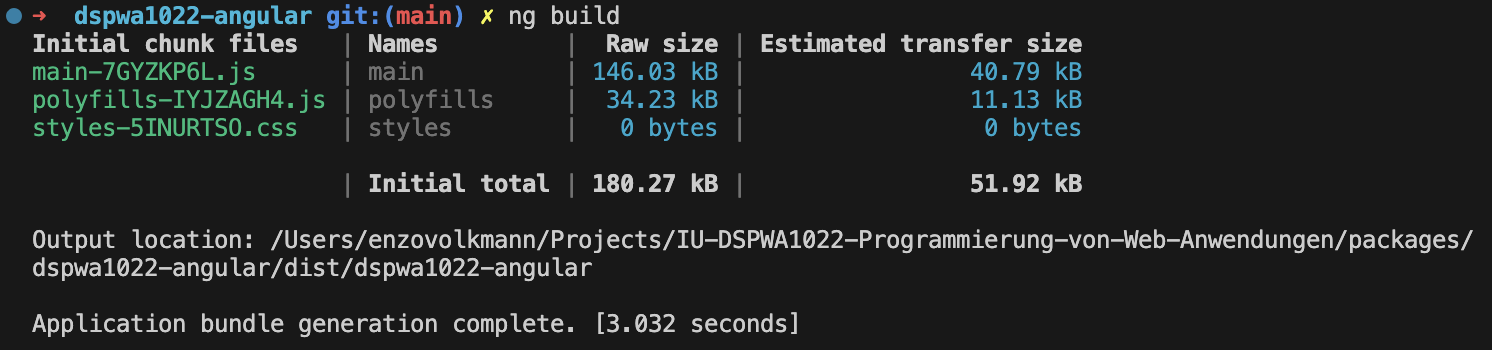 ➜ dspwa1022-angular git:(main) ✗ ng build
Initial chunk files | Names | Raw size | Estimated transfer size
main-7GYZKP6L.js | main | 146.03 kB | 40.79 kB
polyfills-IYJZAGH4.js | polyfills | 34.23 kB | 11.13 kB
styles-5INURTSO.css | styles | 0 bytes | 0 bytes
| Initial total | 180.27 kB | 51.92 kB
Output location: /Users/enzovolkmann/Projects/IU-DSPWA1022-Programmierung-von-Web-Anwendungen/packages/
dspwa1022-angular/dist/dspwa1022-angular
Application bundle generation complete. [3.032 seconds]